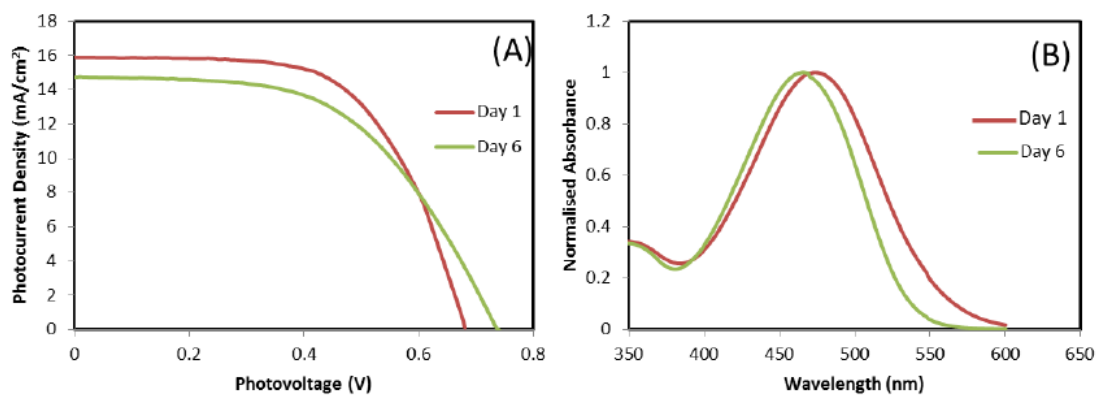 18
16
14
12
10
8
6
4
2
0
0
0.2
0.4
0.6
0.8
Photocurrent Density (mA/cm²)
Photovoltage (V)
(A)
Day 1
Day 6
1.2
1
0.8
0.6
0.4
0.2
0
350
400
450
500
550
600
650
Normalised Absorbance
Wavelength (nm)
(B)
Day 1
Day 6